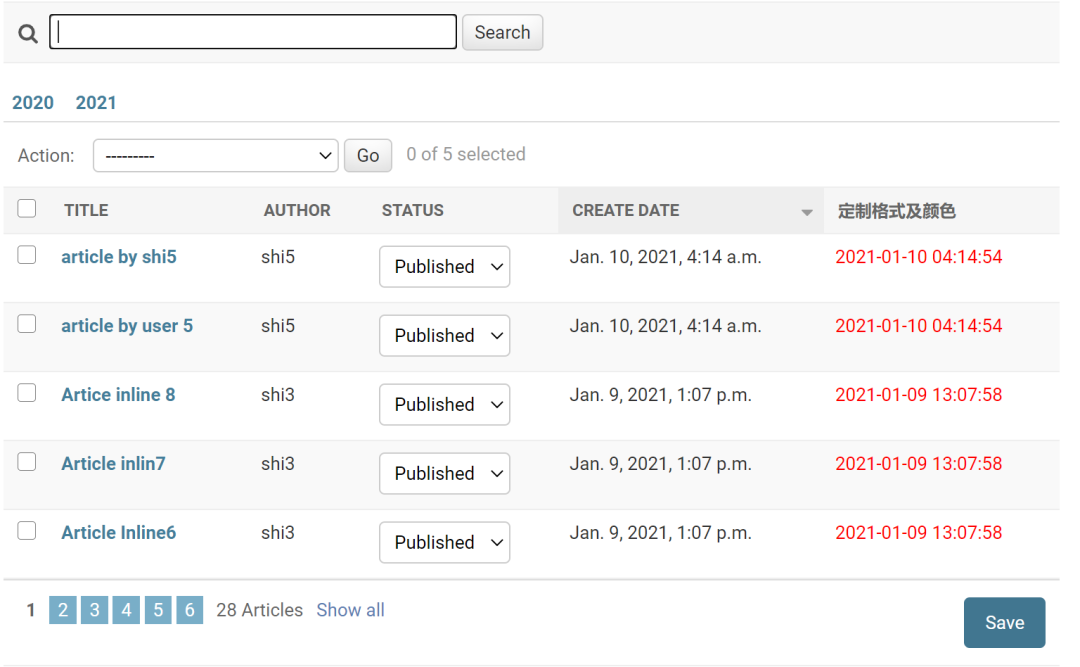 Search
2020 2021
Action: --------- Go 0 of 5 selected
TITLE AUTHOR STATUS CREATE DATE 定制格式及颜色
article by shi5 shi5 Published Jan. 10, 2021, 4:14 a.m. 2021-01-10 04:14:54
article by user 5 shi5 Published Jan. 10, 2021, 4:14 a.m. 2021-01-10 04:14:54
Artice inline 8 shi3 Published Jan. 9, 2021, 1:07 p.m. 2021-01-09 13:07:58
Article inlin7 shi3 Published Jan. 9, 2021, 1:07 p.m. 2021-01-09 13:07:58
Article Inline6 shi3 Published Jan. 9, 2021, 1:07 p.m. 2021-01-09 13:07:58
1 2 3 4 5 6 28 Articles Show all
Save